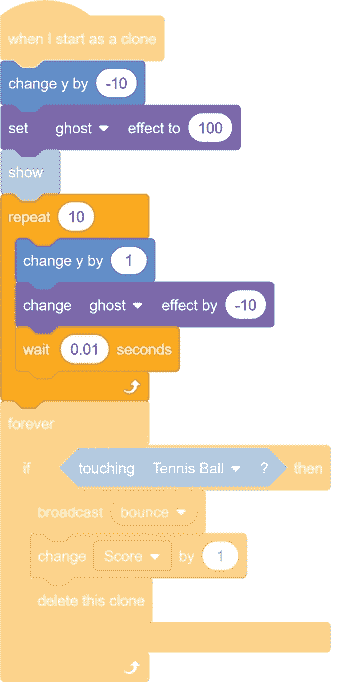 when I start as a clone
change y by -10
set ghost effect to 100
show
repeat 10
change y by 1
change ghost effect by -10
wait 0.01 seconds
forever
if touching Tennis Ball ? then
broadcast bounce
change Score by 1
delete this clone